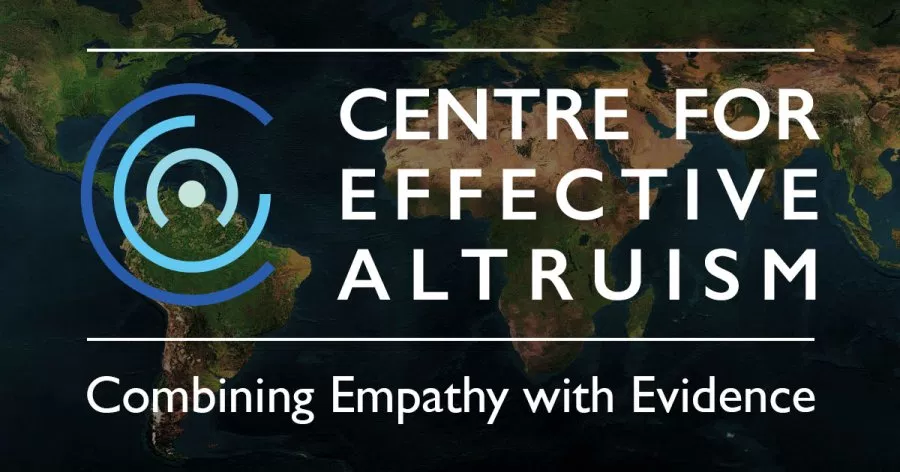 CENTRE FOR
EFFECTIVE
ALTRUISM
Combining Empathy with Evidence